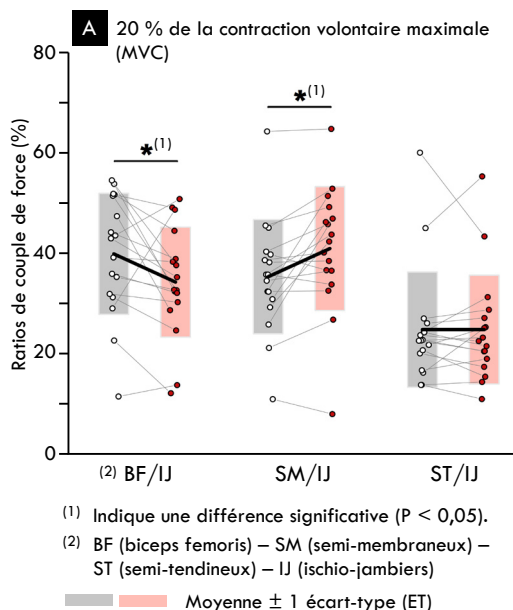 A 20 % de la contraction volontaire maximale
(MVC)
Ratios de couple de force (%)
80
60
40
20
0
*(1)
*(1)
(2) BF/IJ SM/IJ ST/IJ
(1) Indique une différence significative (P < 0,05).
(2) BF (biceps femoris) – SM (semi-membraneux) –
ST (semi-tendineux) – IJ (ischio-jambiers)
Moyenne ± 1 écart-type (ET)